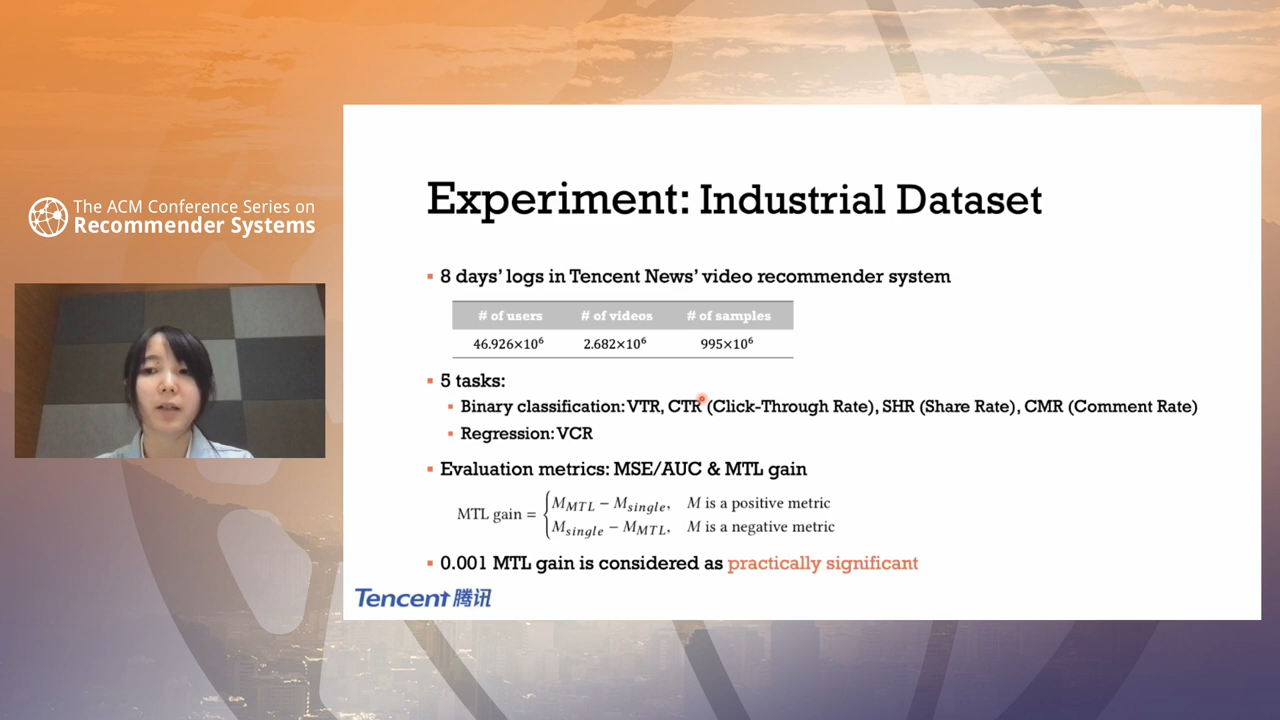 The ACM Conference Series on
Recommender Systems
Experiment: Industrial Dataset
8 days' logs in Tencent News' video recommender system
# of users # of videos # of samples
46.926×10⁶ 2.682×10⁶ 995×10⁶
5 tasks:
Binary classification: VTR, CTR (Click-Through Rate), SHR (Share Rate), CMR (Comment Rate)
Regression: VCR
Evaluation metrics: MSE/AUC & MTL gain
MTL gain = { M_MTL − M_single, M is a positive metric
M_single − M_MTL, M is a negative metric
0.001 MTL gain is considered as practically significant
Tencent 腾讯